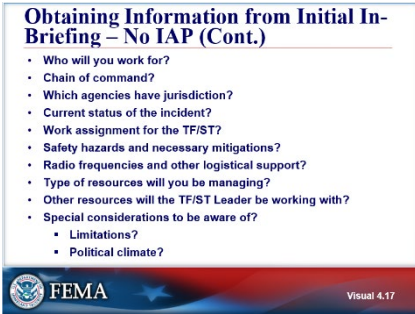 Obtaining Information from Initial In-
Briefing – No IAP (Cont.)
• Who will you work for?
• Chain of command?
• Which agencies have jurisdiction?
• Current status of the incident?
• Work assignment for the TF/ST?
• Safety hazards and necessary mitigations?
• Radio frequencies and other logistical support?
• Type of resources will you be managing?
• Other resources will the TF/ST Leader be working with?
• Special considerations to be aware of?
▪ Limitations?
▪ Political climate?
FEMA
Visual 4.17